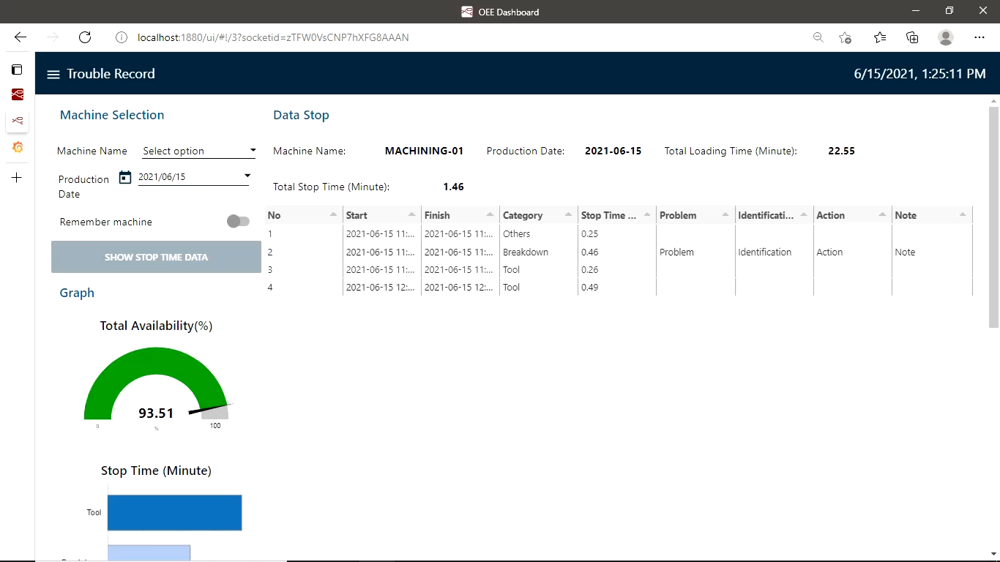 OEE Dashboard
localhost:1880/ui/#!/3?socketid=zTFW0VsCNP7hXFG8AAAN
Trouble Record
6/15/2021, 1:25:11 PM
Machine Selection
Machine Name Select option
Production Date 2021/06/15
Remember machine
SHOW STOP TIME DATA
Graph
Total Availability(%)
93.51
0 % 100
Stop Time (Minute)
Tool
Data Stop
Machine Name: MACHINING-01 Production Date: 2021-06-15 Total Loading Time (Minute): 22.55
Total Stop Time (Minute): 1.46
No Start Finish Category Stop Time ... Problem Identificati... Action Note
1 2021-06-15 11:... 2021-06-15 11:... Others 0.25
2 2021-06-15 11:... 2021-06-15 11:... Breakdown 0.46 Problem Identification Action Note
3 2021-06-15 11:... 2021-06-15 11:... Tool 0.26
4 2021-06-15 12:... 2021-06-15 12:... Tool 0.49